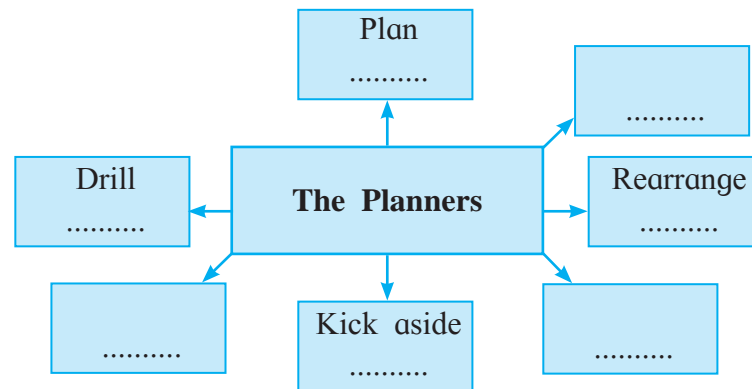 Plan
..........
..........
Drill
..........
The Planners
Rearrange
..........
..........
Kick aside
..........
..........